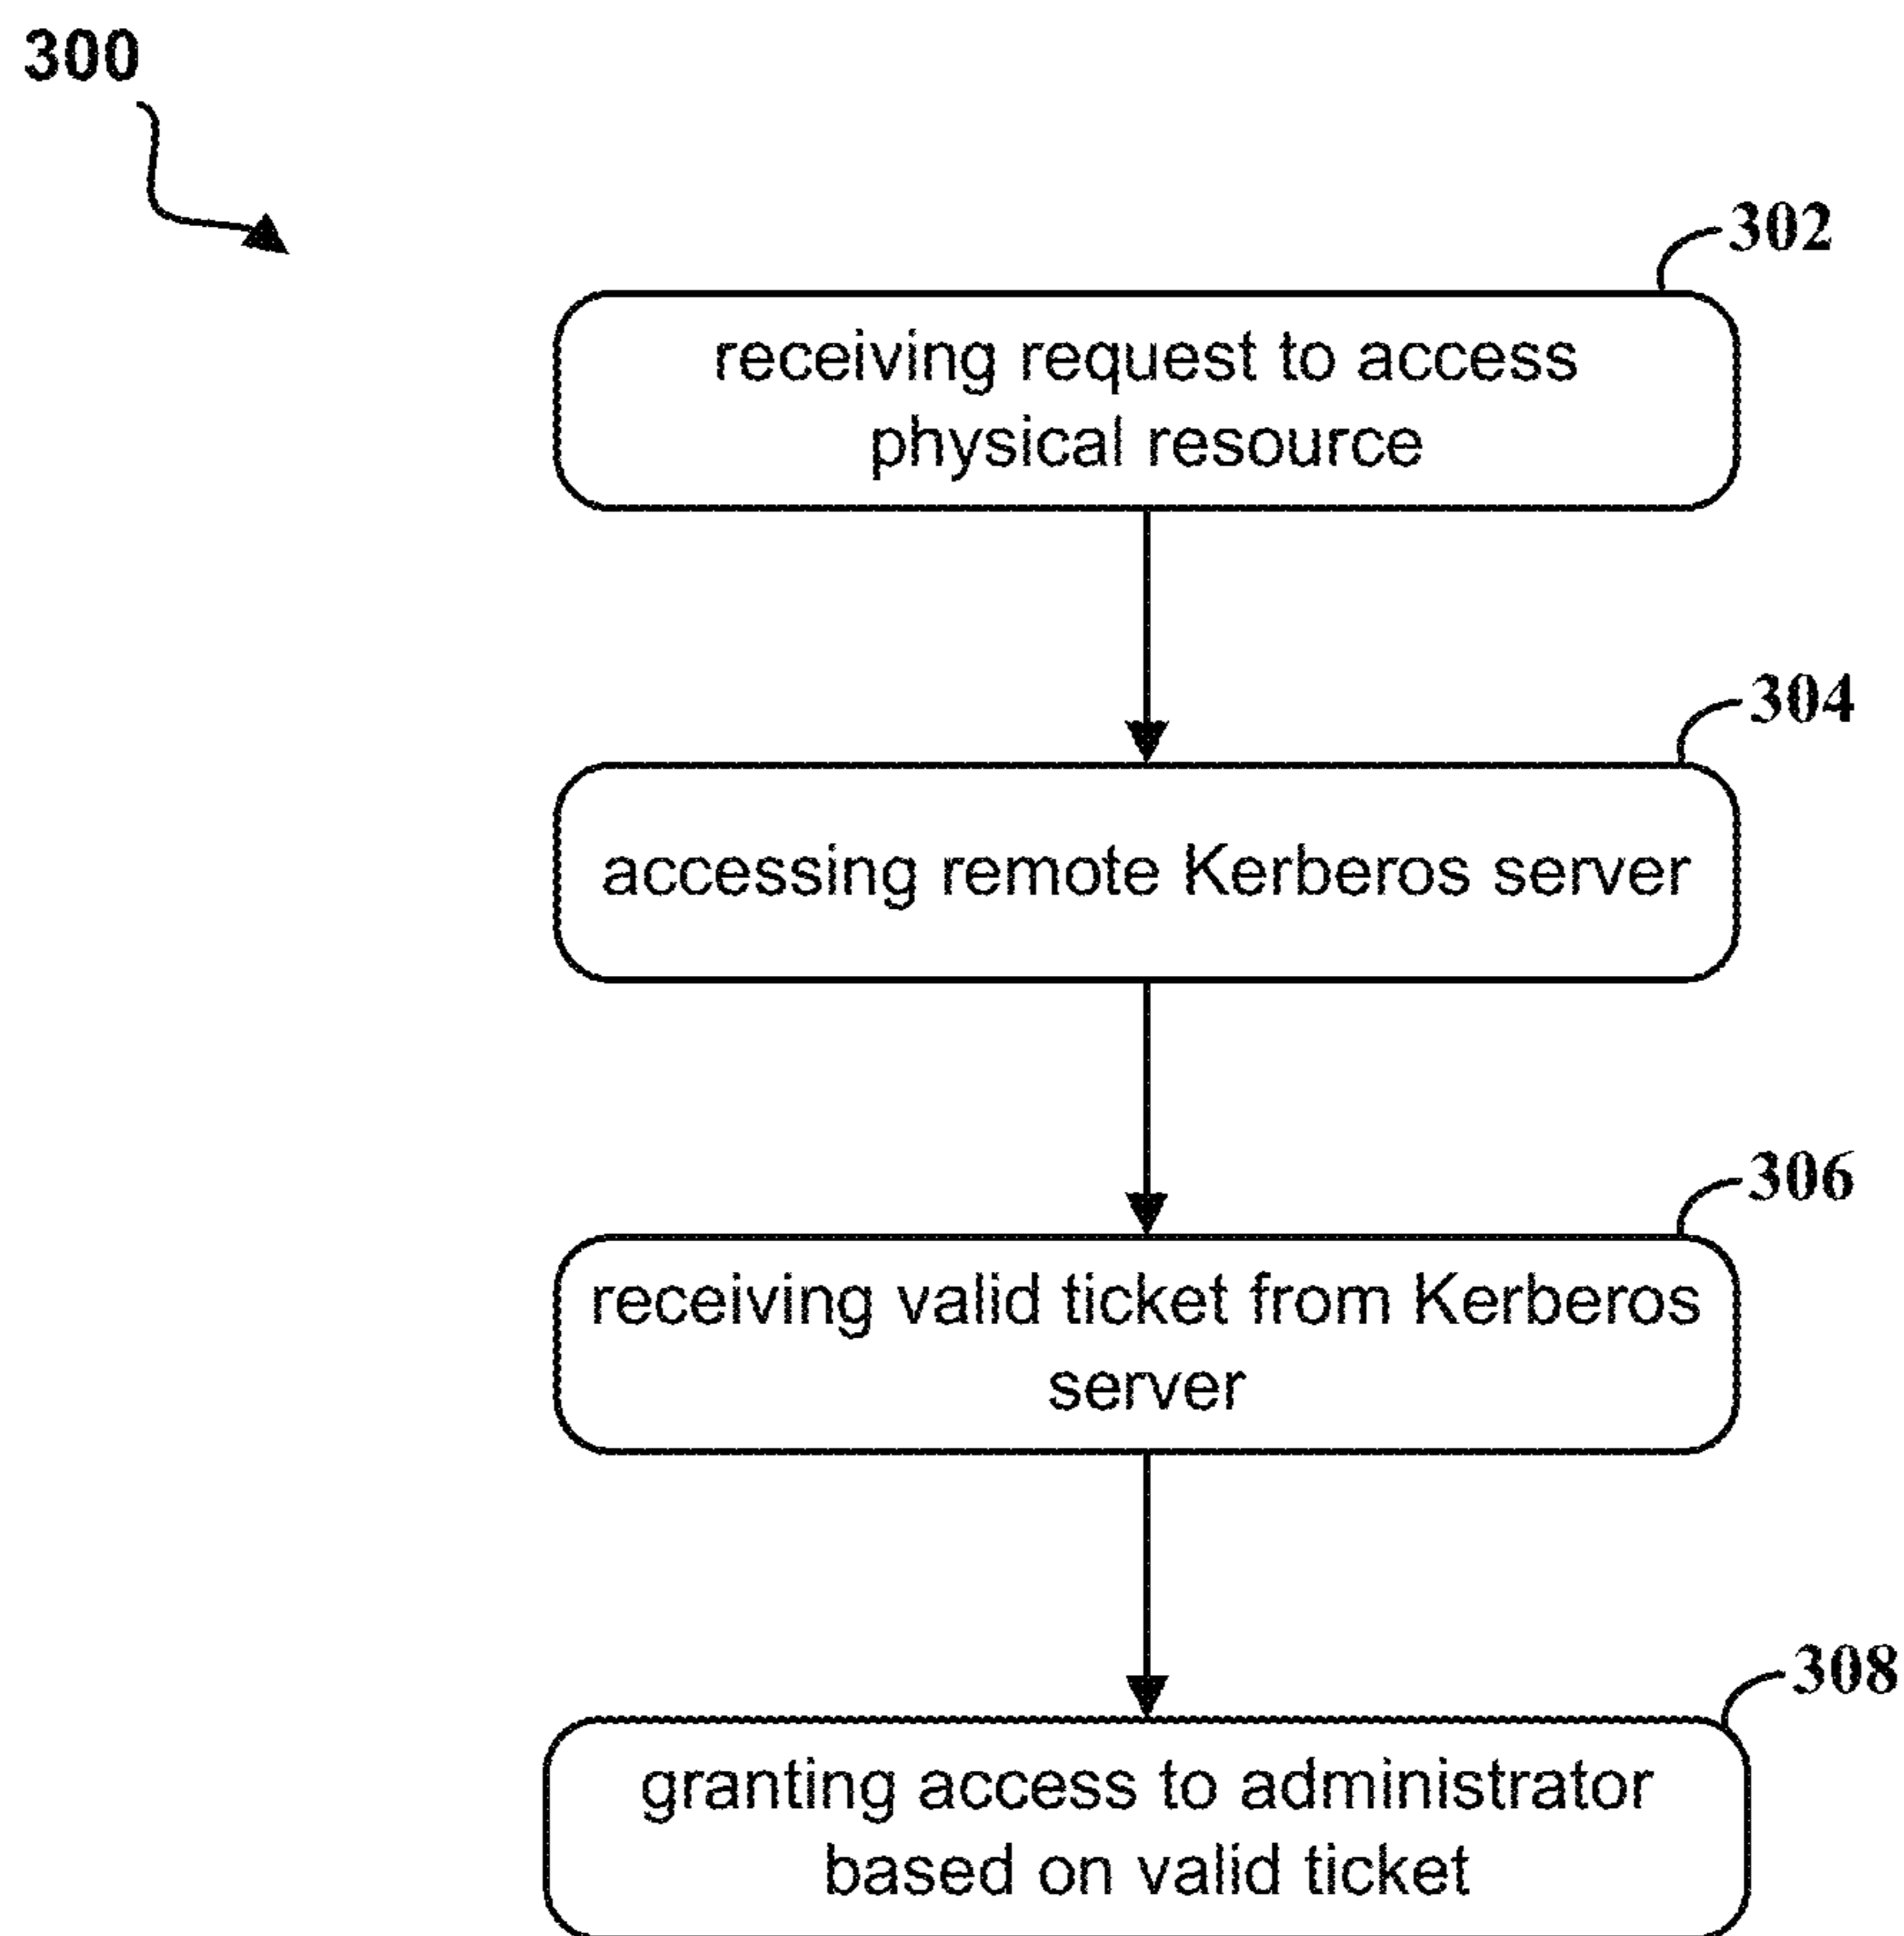 300
302
receiving request to access
physical resource
304
accessing remote Kerberos server
306
receiving valid ticket from Kerberos
server
308
granting access to administrator
based on valid ticket